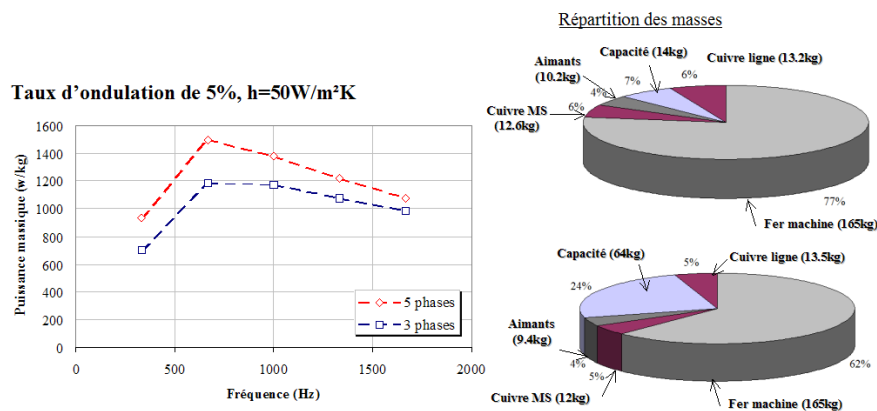 Répartition des masses
Taux d'ondulation de 5%, h=50W/m²K
Puissance massique (w/kg)
1600
1400
1200
1000
800
600
400
200
0
0
500
1000
1500
2000
Fréquence (Hz)
5 phases
3 phases
Capacité (14kg)
Cuivre ligne (13.2kg)
Aimants
(10.2kg)
7%
6%
4%
Cuivre MS
(12.6kg)
6%
77%
Fer machine (165kg)
Capacité (64kg)
5%
Cuivre ligne (13.5kg)
24%
Aimants
(9.4kg)
4%
5%
62%
Cuivre MS (12kg)
Fer machine (165kg)